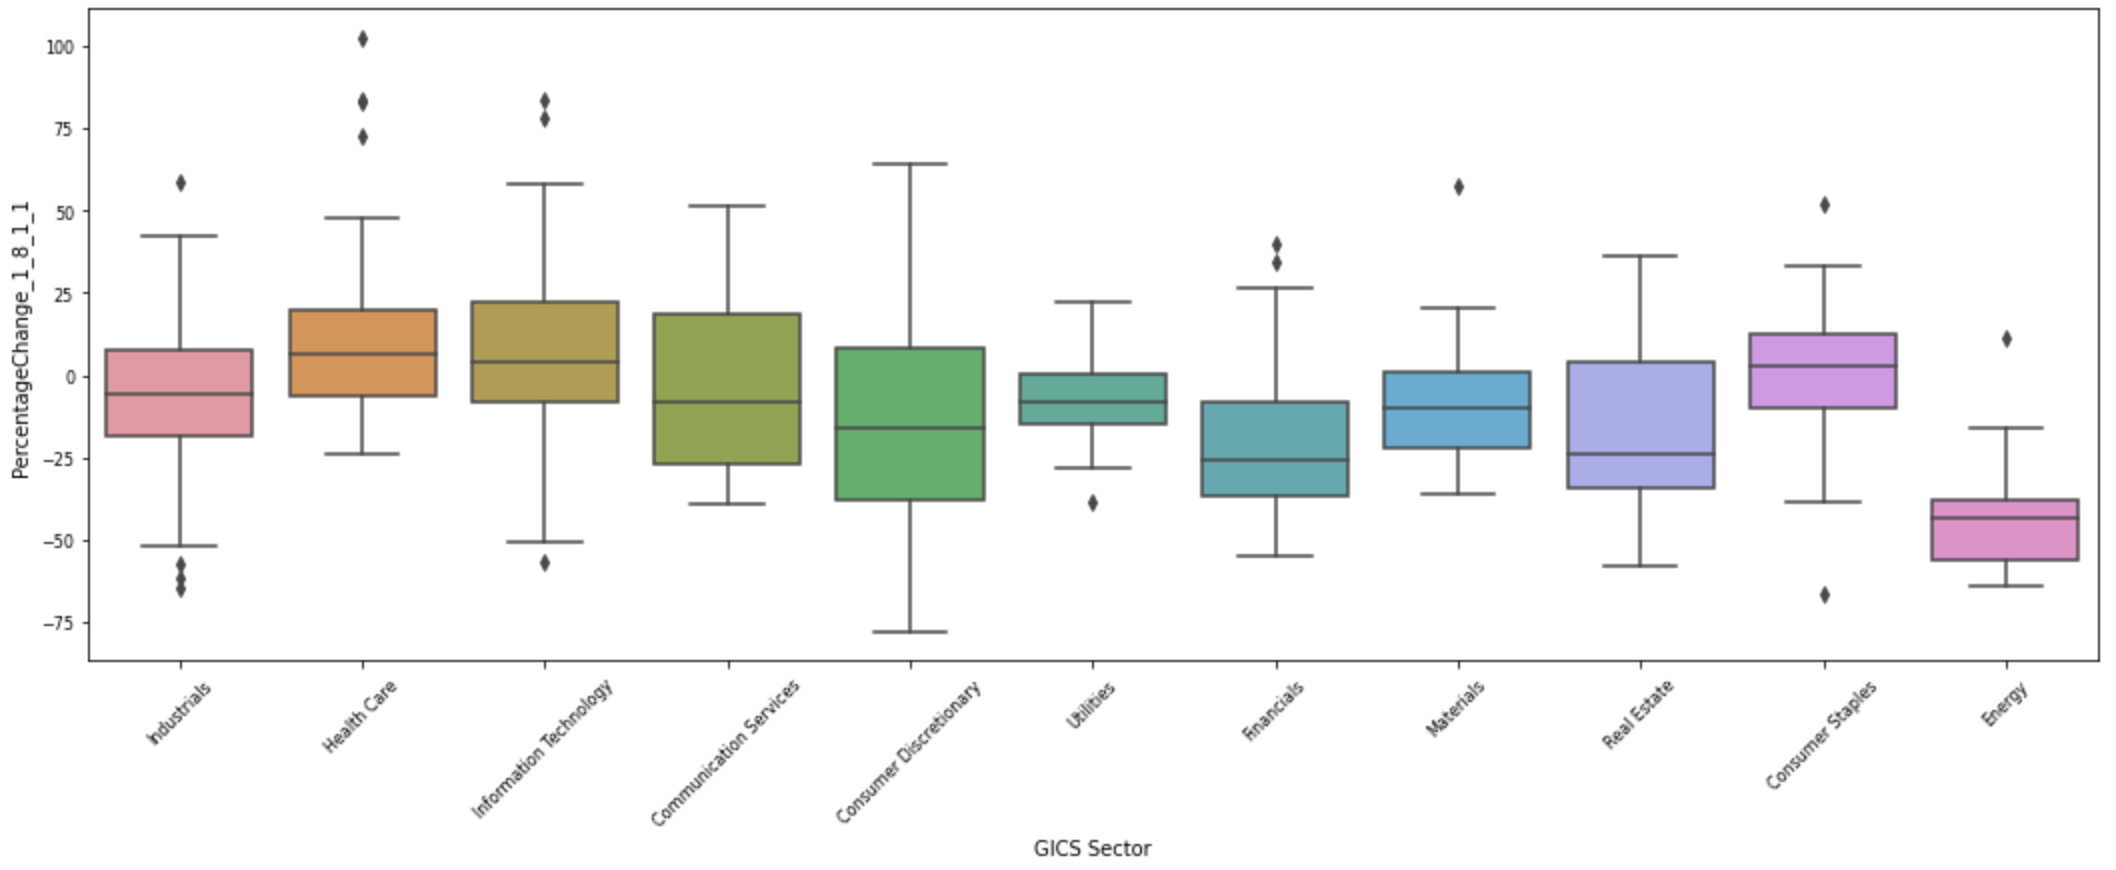 PercentageChange_1_8_1_1
100
75
50
25
0
−25
−50
−75
Industrials
Health Care
Information Technology
Communication Services
Consumer Discretionary
Utilities
Financials
Materials
Real Estate
Consumer Staples
Energy
GICS Sector